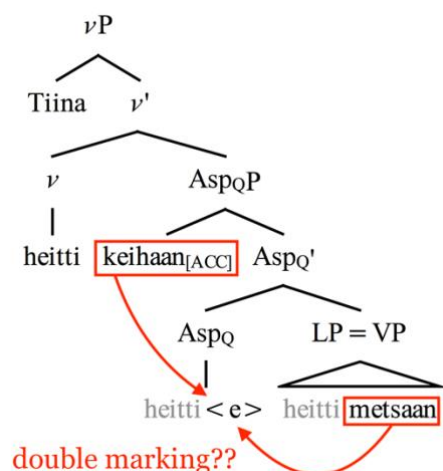 νP
Tiina ν'
ν AspQP
heitti keihaan[ACC] AspQ'
AspQ LP = VP
heitti < e > heitti metsaan
double marking??